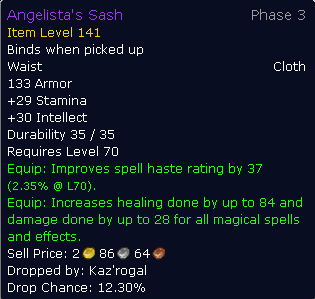 Angelista's Sash Phase 3
Item Level 141
Binds when picked up
Waist Cloth
133 Armor
+29 Stamina
+30 Intellect
Durability 35 / 35
Requires Level 70
Equip: Improves spell haste rating by 37
(2.35% @ L70).
Equip: Increases healing done by up to 84 and
damage done by up to 28 for all magical spells
and effects.
Sell Price: 2 86 64
Dropped by: Kaz'rogal
Drop Chance: 12.30%